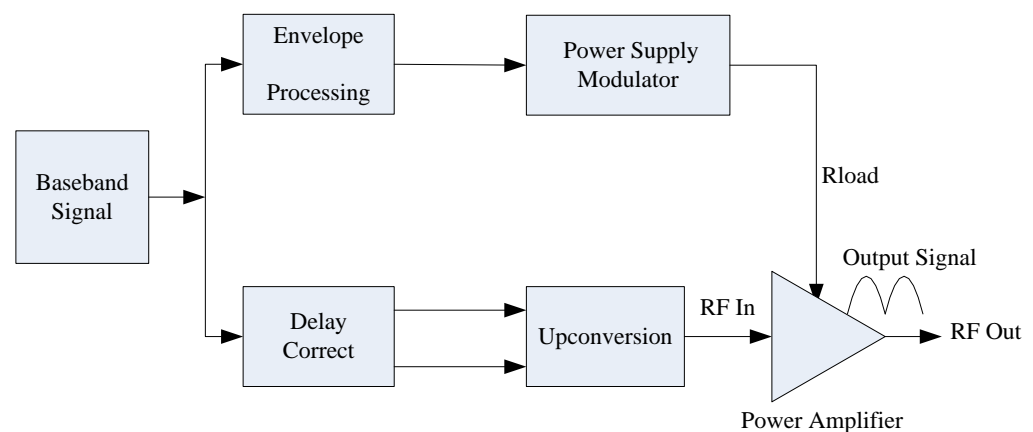 Envelope
Processing
Power Supply
Modulator
Baseband
Signal
Rload
Output Signal
Delay
Correct
Upconversion
RF In
RF Out
Power Amplifier